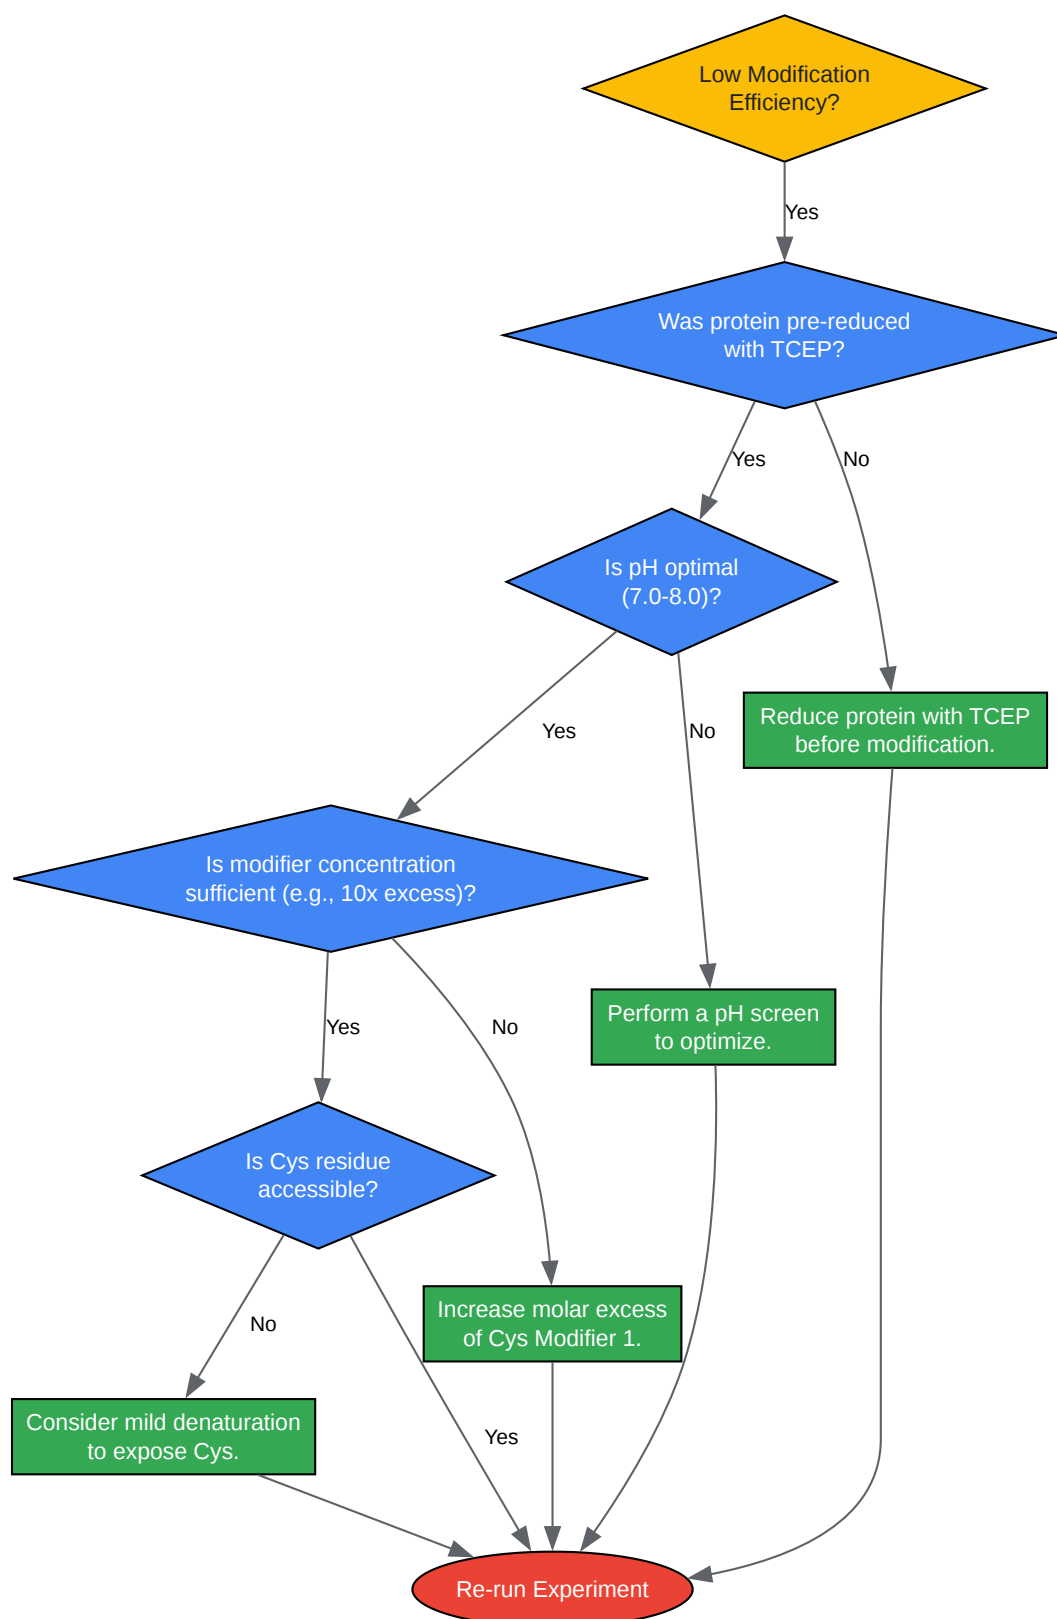 Low Modification
Efficiency?
Yes
Was protein pre-reduced
with TCEP?
Yes
No
Is pH optimal
(7.0-8.0)?
Yes
No
Reduce protein with TCEP
before modification.
Is modifier concentration
sufficient (e.g., 10x excess)?
Yes
No
Perform a pH screen
to optimize.
Is Cys residue
accessible?
No
Yes
Increase molar excess
of Cys Modifier 1.
Consider mild denaturation
to expose Cys.
Re-run Experiment